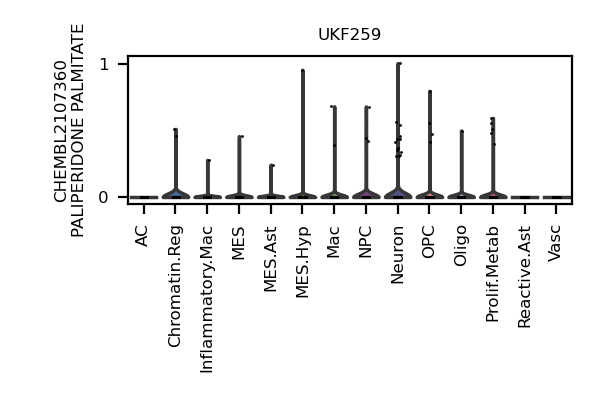 UKF259
CHEMBL2107360
PALIPERIDONE PALMITATE
1
0
AC
Chromatin.Reg
Inflammatory.Mac
MES
MES.Ast
MES.Hyp
Mac
NPC
Neuron
OPC
Oligo
Prolif.Metab
Reactive.Ast
Vasc